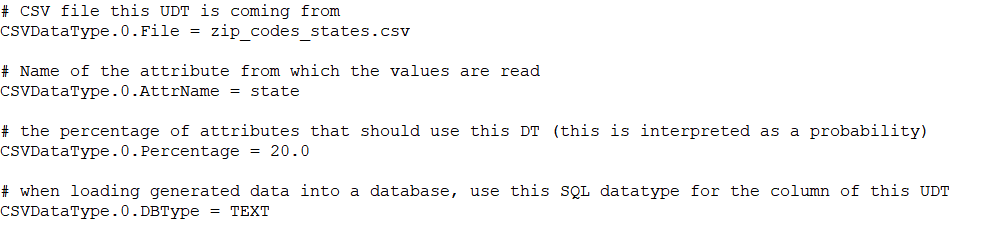 # CSV file this UDT is coming from
CSVDataType.0.File = zip_codes_states.csv
# Name of the attribute from which the values are read
CSVDataType.0.AttrName = state
# the percentage of attributes that should use this DT (this is interpreted as a probability)
CSVDataType.0.Percentage = 20.0
# when loading generated data into a database, use this SQL datatype for the column of this UDT
CSVDataType.0.DBType = TEXT